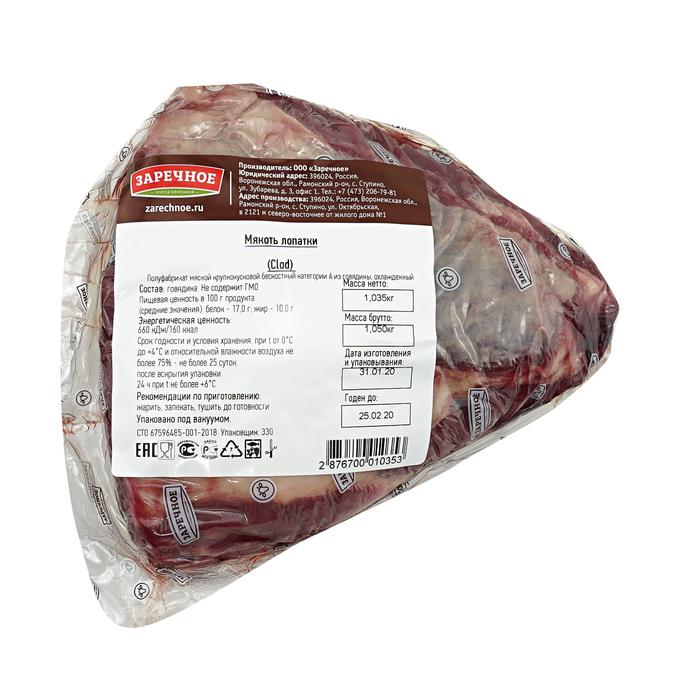 ЗАРЕЧНОЕ
ГРУППА КОМПАНИЙ
zarechnoe.ru
Производитель: ООО «Заречное»
Юридический адрес: 396024, Россия,
Воронежская обл., Рамонский р-он, с. Ступино,
ул. Зубарева, д. 3, офис 1. Тел.: +7 (473) 206-79-81
Адрес производства: 396024, Россия, Воронежская обл.,
Рамонский р-он, с. Ступино, ул. Октябрьская,
в 2121 м северо-восточнее от жилого дома №1
Мякоть лопатки
(Clod)
Полуфабрикат мясной крупнокусковой бескостный категории А из говядины, охлажденный
Состав: говядина Не содержит ГМО
Пищевая ценность в 100 г продукта
(средние значения) белок - 17,0 г; жир - 10,0 г
Энергетическая ценность:
660 кДж/160 ккал
Срок годности и условия хранения при t от 0°С
до +4°С и относительной влажности воздуха не
более 75% - не более 25 суток.
после вскрытия упаковки
24 ч при t не более +6°С
Рекомендации по приготовлению:
жарить, запекать, тушить до готовности
Упаковано под вакуумом.
СТО 67596485-001-2018 Упаковщик: 330
Масса нетто:
1,035кг
Масса брутто:
1,050кг
Дата изготовления
и упаковывания:
31.01.20
Годен до:
25.02.20
EAC
2 876700 010353
ЗАРЕЧНОЕ
ЗАРЕЧНОЕ
ЗАРЕЧНОЕ